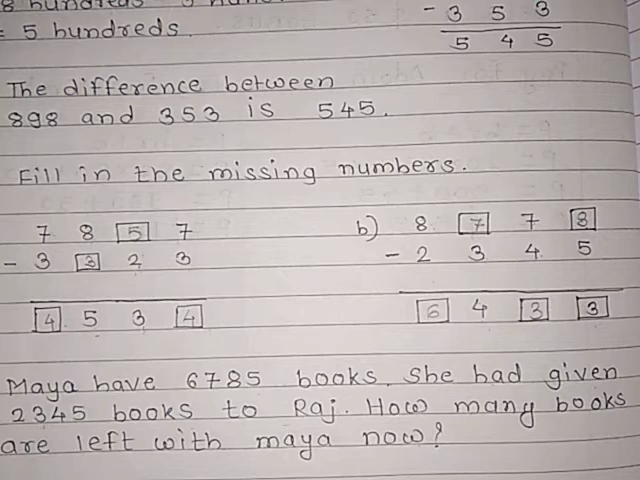 = 5 hundreds.
- 3 5 3
5 4 5
The difference between
898 and 353 is 545.
Fill in the missing numbers.
7 8 5 7
- 3 3 2 3
4 5 3 4
b) 8 7 7 8
- 2 3 4 5
6 4 3 3
Maya have 6785 books. She had given
2345 books to Raj. How many books
are left with maya now?